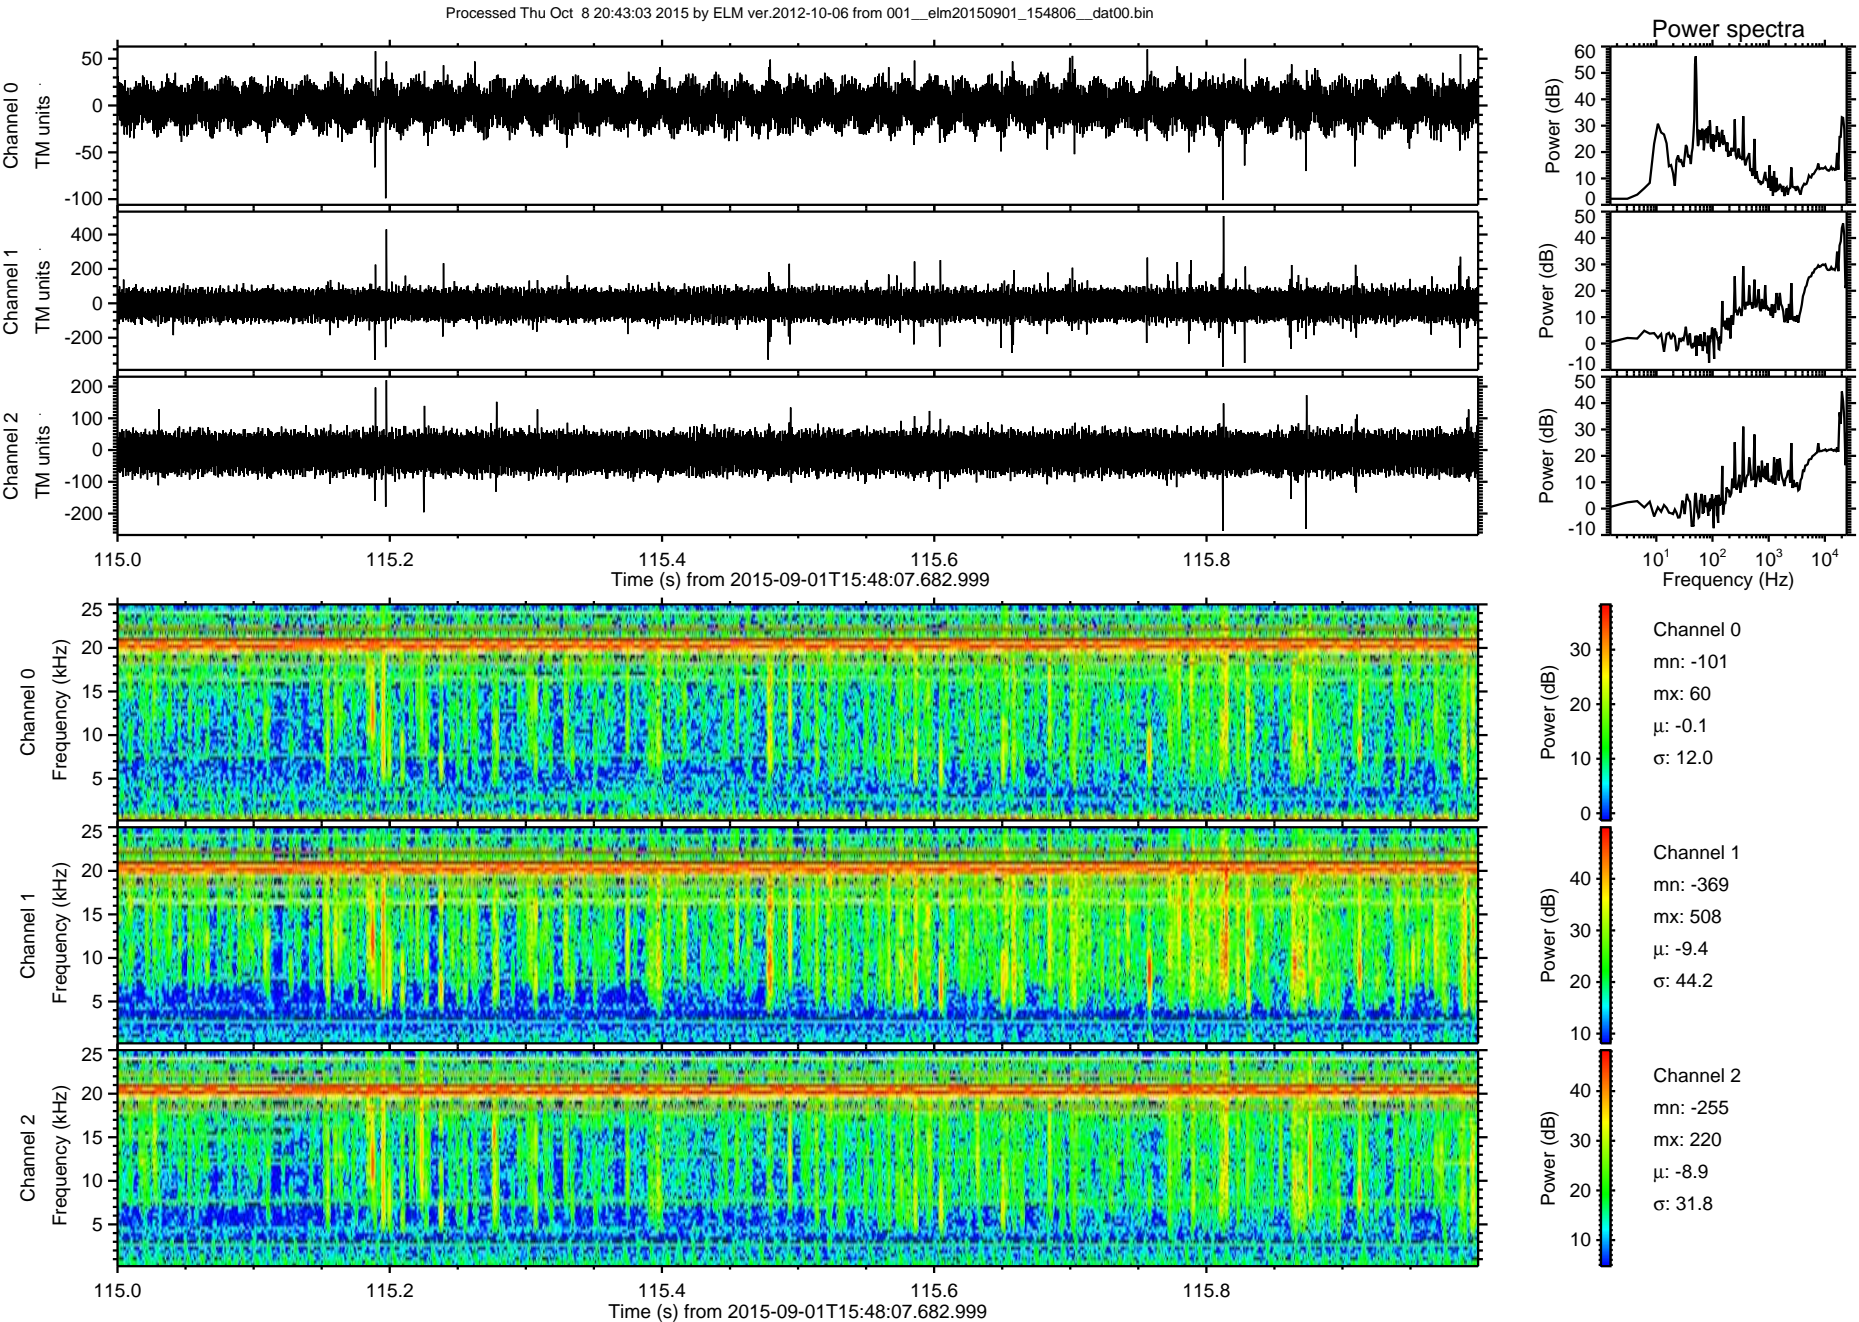 Processed Thu Oct  8 20:43:03 2015 by ELM ver.2012-10-06 from 001__elm20150901_154806__dat00.bin
Power spectra
Channel 0
TM units
50
0
-50
-100
Power (dB)
60
50
40
30
20
10
0
Channel 1
TM units
400
200
0
-200
Power (dB)
50
40
30
20
10
0
-10
Channel 2
TM units
200
100
0
-100
-200
Power (dB)
50
40
30
20
10
0
-10
115.0
115.2
115.4
115.6
115.8
Time (s) from 2015-09-01T15:48:07.682.999
10¹
10²
10³
10⁴
Frequency (Hz)
Channel 0
Frequency (kHz)
25
20
15
10
5
Power (dB)
30
20
10
0
Channel 0
mn: -101
mx: 60
μ: -0.1
σ: 12.0
Channel 1
Frequency (kHz)
25
20
15
10
5
Power (dB)
40
30
20
10
Channel 1
mn: -369
mx: 508
μ: -9.4
σ: 44.2
Channel 2
Frequency (kHz)
25
20
15
10
5
Power (dB)
40
30
20
10
Channel 2
mn: -255
mx: 220
μ: -8.9
σ: 31.8
115.0
115.2
115.4
115.6
115.8
Time (s) from 2015-09-01T15:48:07.682.999